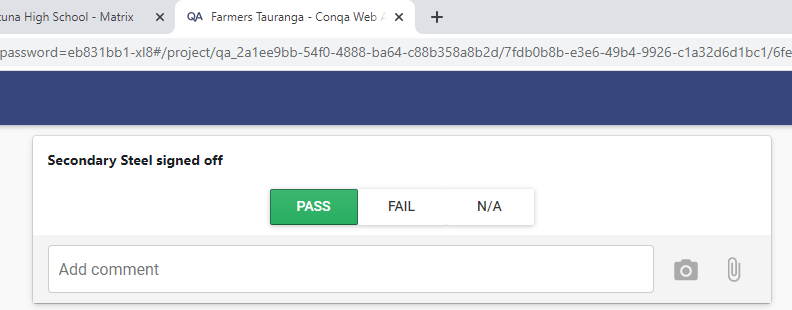 tuna High School - Matrix
QA Farmers Tauranga - Conqa Web
password=eb831bb1-xl8#/project/qa_2a1ee9bb-54f0-4888-ba64-c88b358a8b2d/7fdb0b8b-e3e6-49b4-9926-c1a32d6d1bc1/6fe
Secondary Steel signed off
PASS FAIL N/A
Add comment